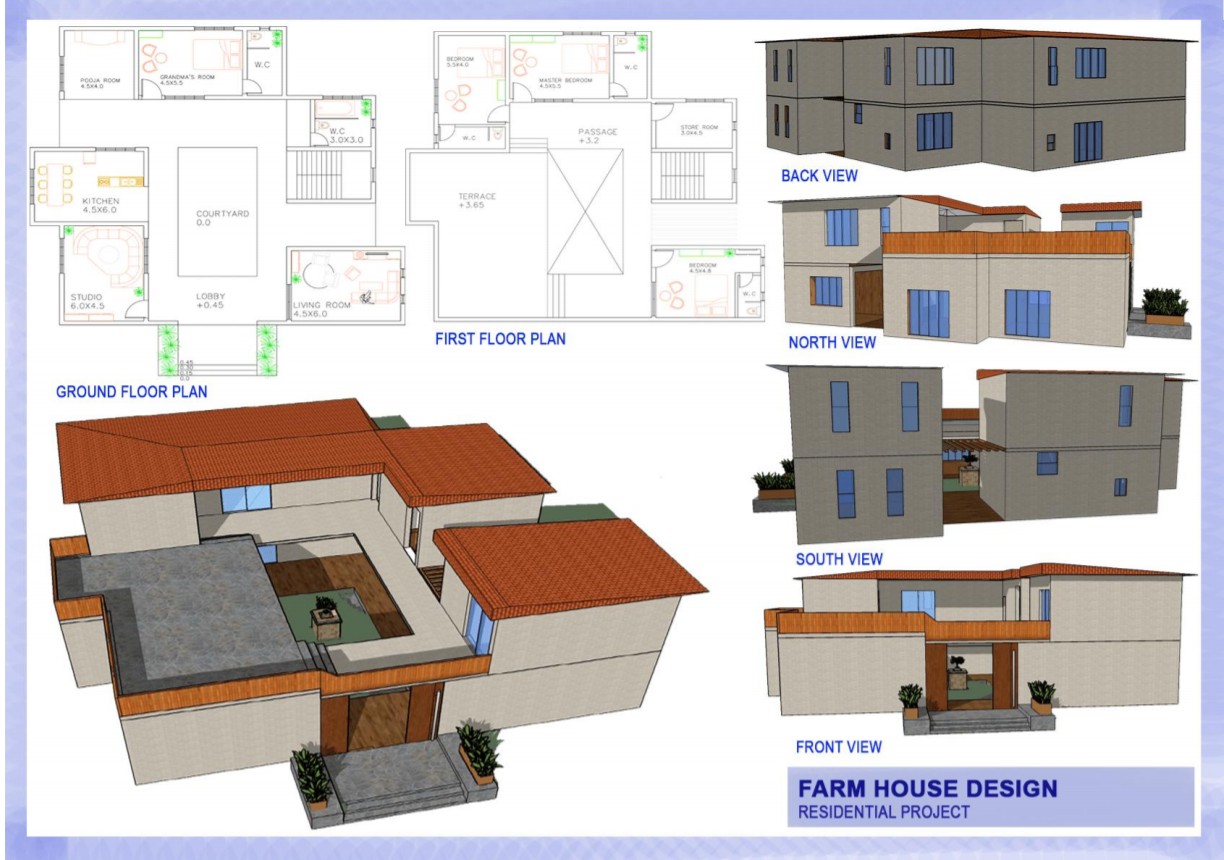 POOJA ROOM
4.5X4.0
GRANDMA'S ROOM
4.5X5.5
W.C
W.C
3.0X3.0
KITCHEN
4.5X6.0
COURTYARD
0.0
STUDIO
6.0X4.5
LOBBY
+0.45
LIVING ROOM
4.5X6.0
0.45
0.30
0.15
0.0
GROUND FLOOR PLAN
BEDROOM
5.5X4.0
MASTER BEDROOM
4.5X5.5
W.C
W.C
PASSAGE
+3.2
STORE ROOM
3.0X4.5
TERRACE
+3.65
BEDROOM
4.5X4.8
W.C
FIRST FLOOR PLAN
BACK VIEW
NORTH VIEW
SOUTH VIEW
FRONT VIEW
FARM HOUSE DESIGN
RESIDENTIAL PROJECT